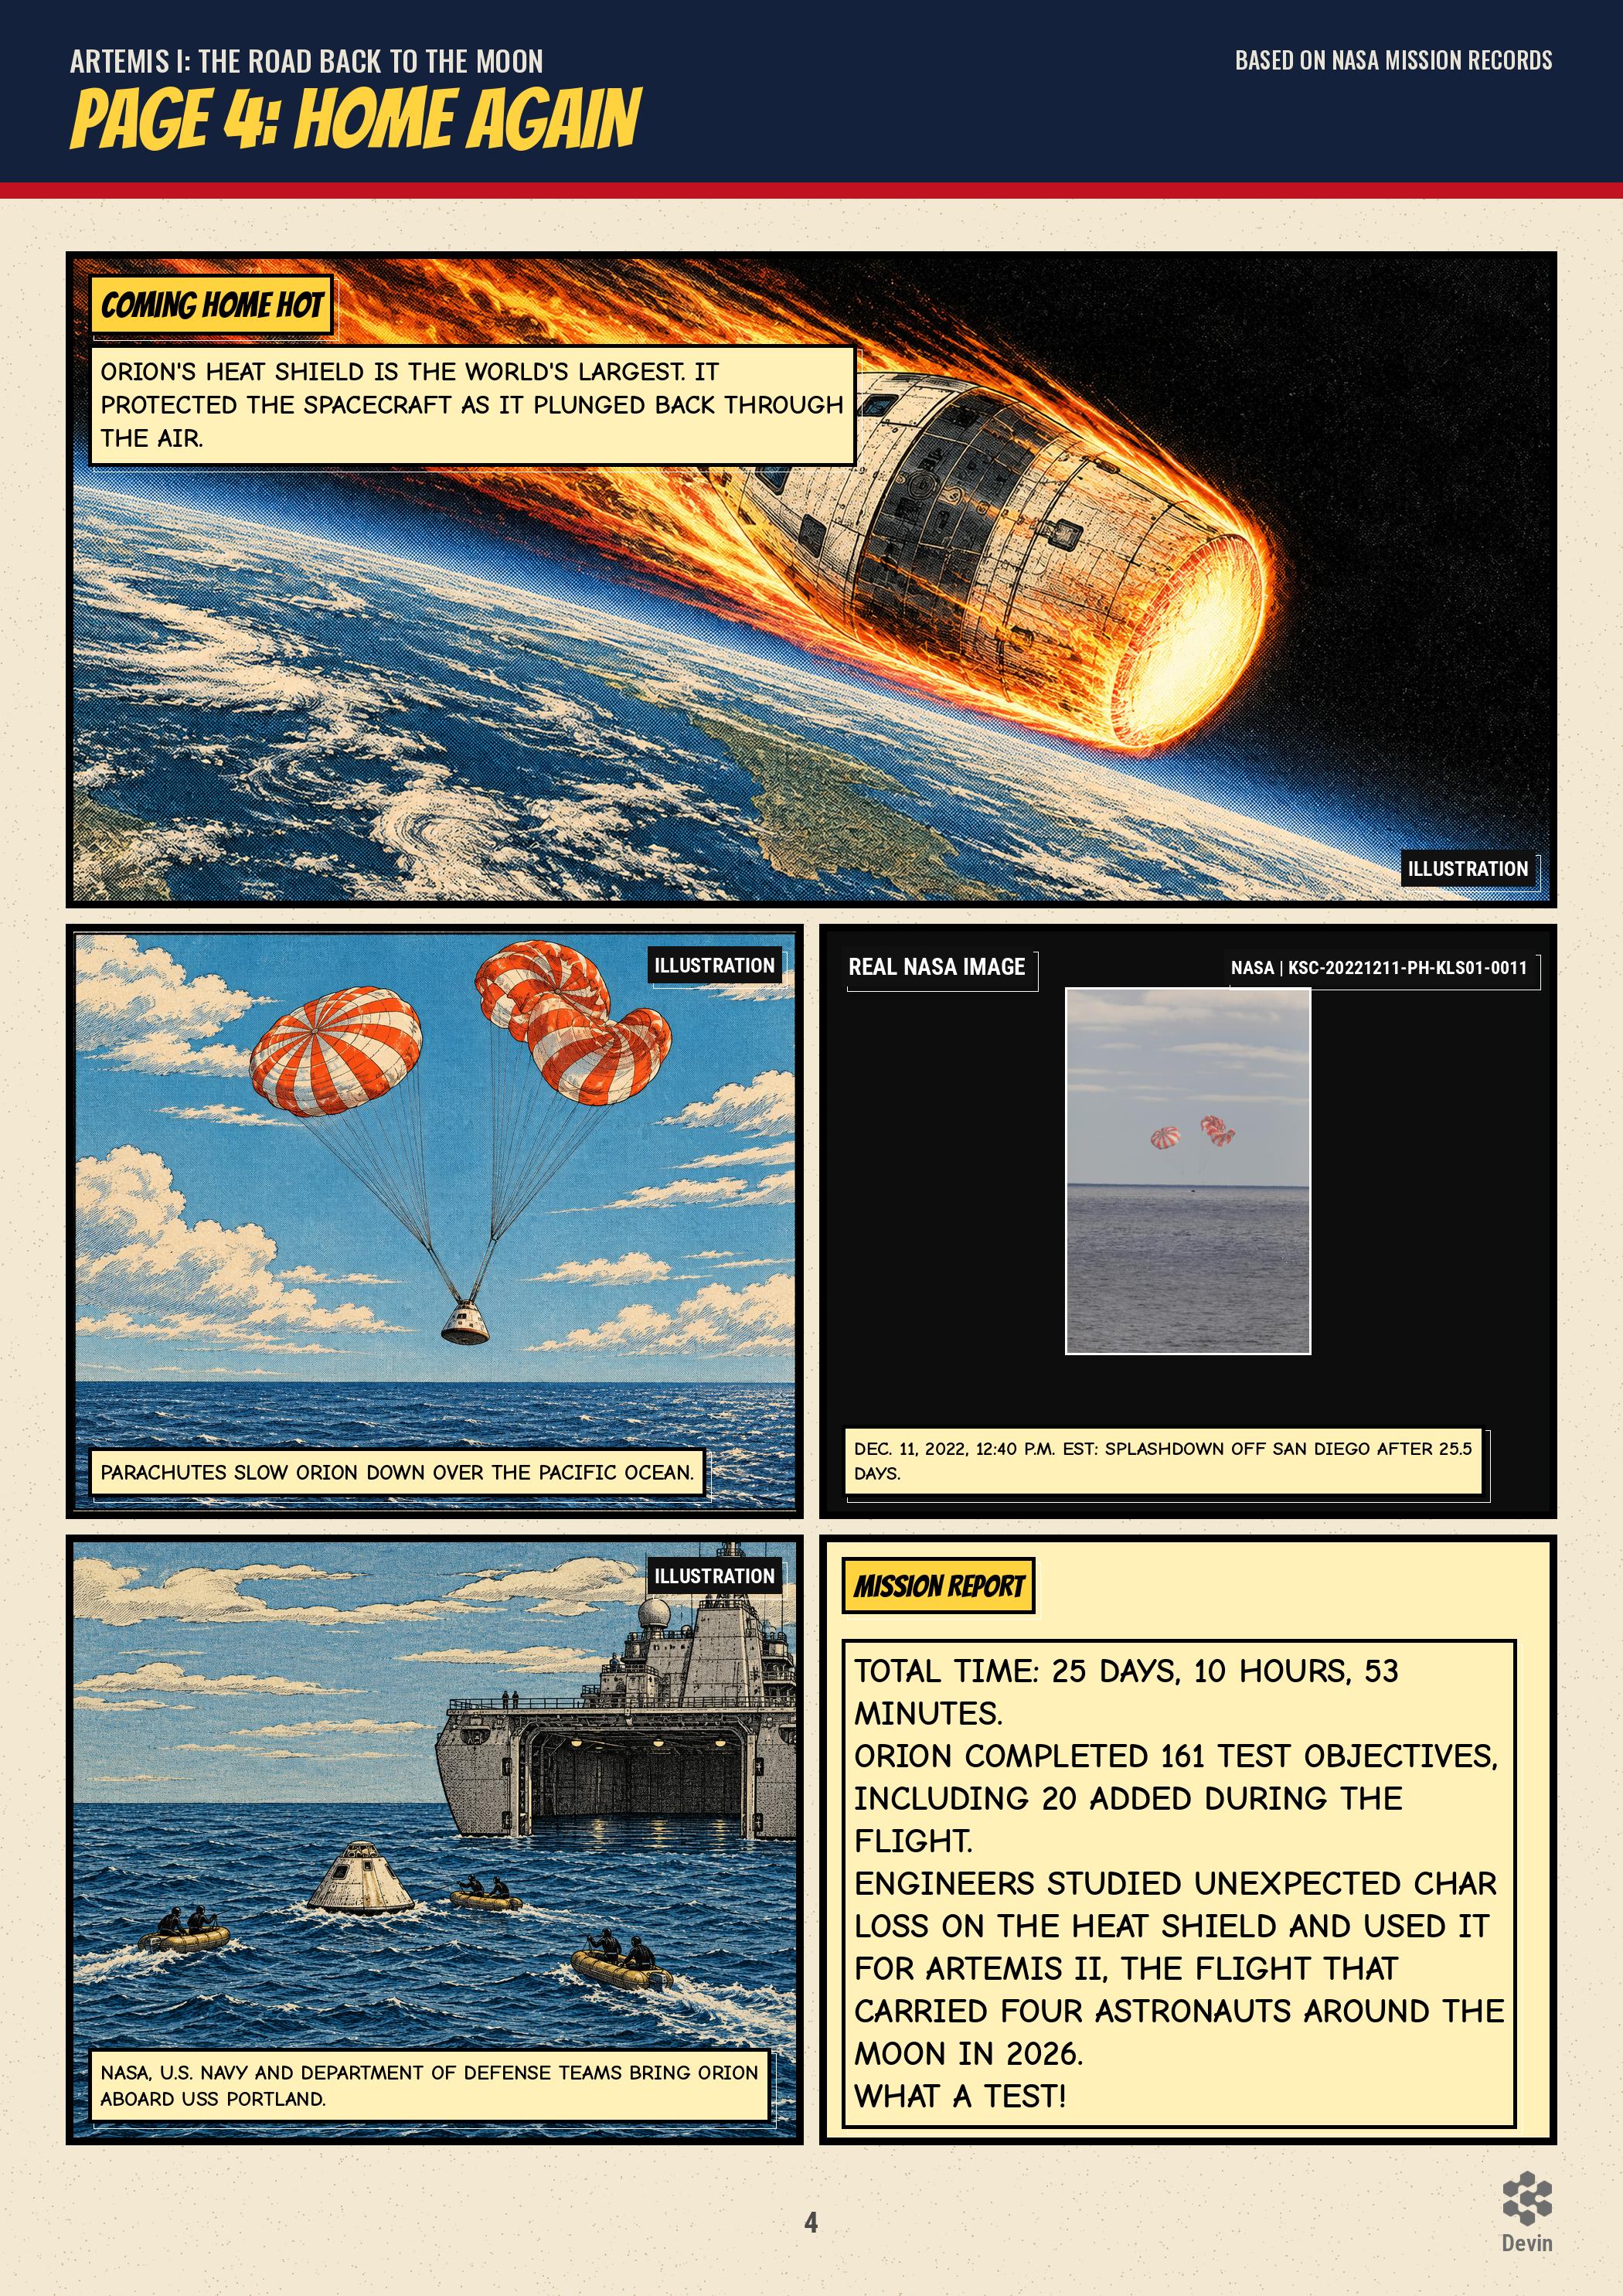 ARTEMIS I: THE ROAD BACK TO THE MOON
BASED ON NASA MISSION RECORDS
PAGE 4: HOME AGAIN
COMING HOME HOT
ORION'S HEAT SHIELD IS THE WORLD'S LARGEST. IT
PROTECTED THE SPACECRAFT AS IT PLUNGED BACK THROUGH
THE AIR.
ILLUSTRATION
ILLUSTRATION
PARACHUTES SLOW ORION DOWN OVER THE PACIFIC OCEAN.
REAL NASA IMAGE
NASA | KSC-20221211-PH-KLS01-0011
DEC. 11, 2022, 12:40 P.M. EST: SPLASHDOWN OFF SAN DIEGO AFTER 25.5
DAYS.
ILLUSTRATION
NASA, U.S. NAVY AND DEPARTMENT OF DEFENSE TEAMS BRING ORION
ABOARD USS PORTLAND.
MISSION REPORT
TOTAL TIME: 25 DAYS, 10 HOURS, 53
MINUTES.
ORION COMPLETED 161 TEST OBJECTIVES,
INCLUDING 20 ADDED DURING THE
FLIGHT.
ENGINEERS STUDIED UNEXPECTED CHAR
LOSS ON THE HEAT SHIELD AND USED IT
FOR ARTEMIS II, THE FLIGHT THAT
CARRIED FOUR ASTRONAUTS AROUND THE
MOON IN 2026.
WHAT A TEST!
4
Devin